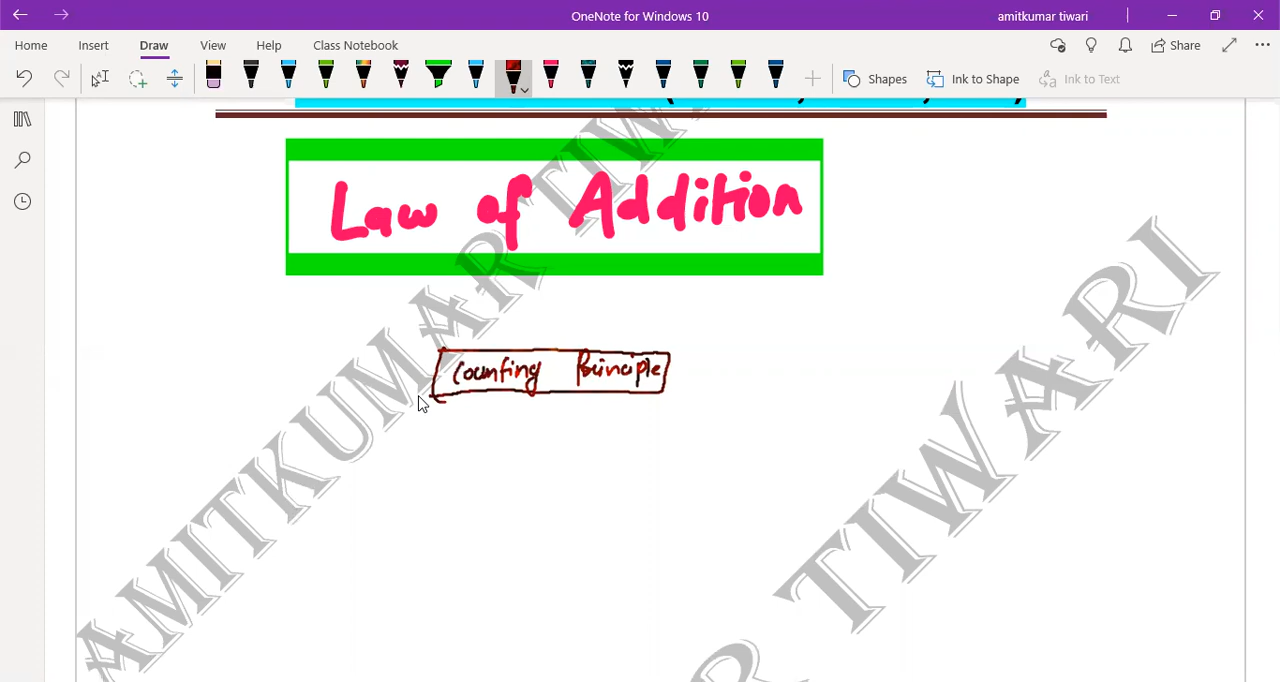 OneNote for Windows 10
amitkumar tiwari
Home Insert Draw View Help Class Notebook
Share
Shapes
Ink to Shape
Ink to Text
Law of Addition
Counting Principle
AMITKUMAR TIWARI
TIWARI